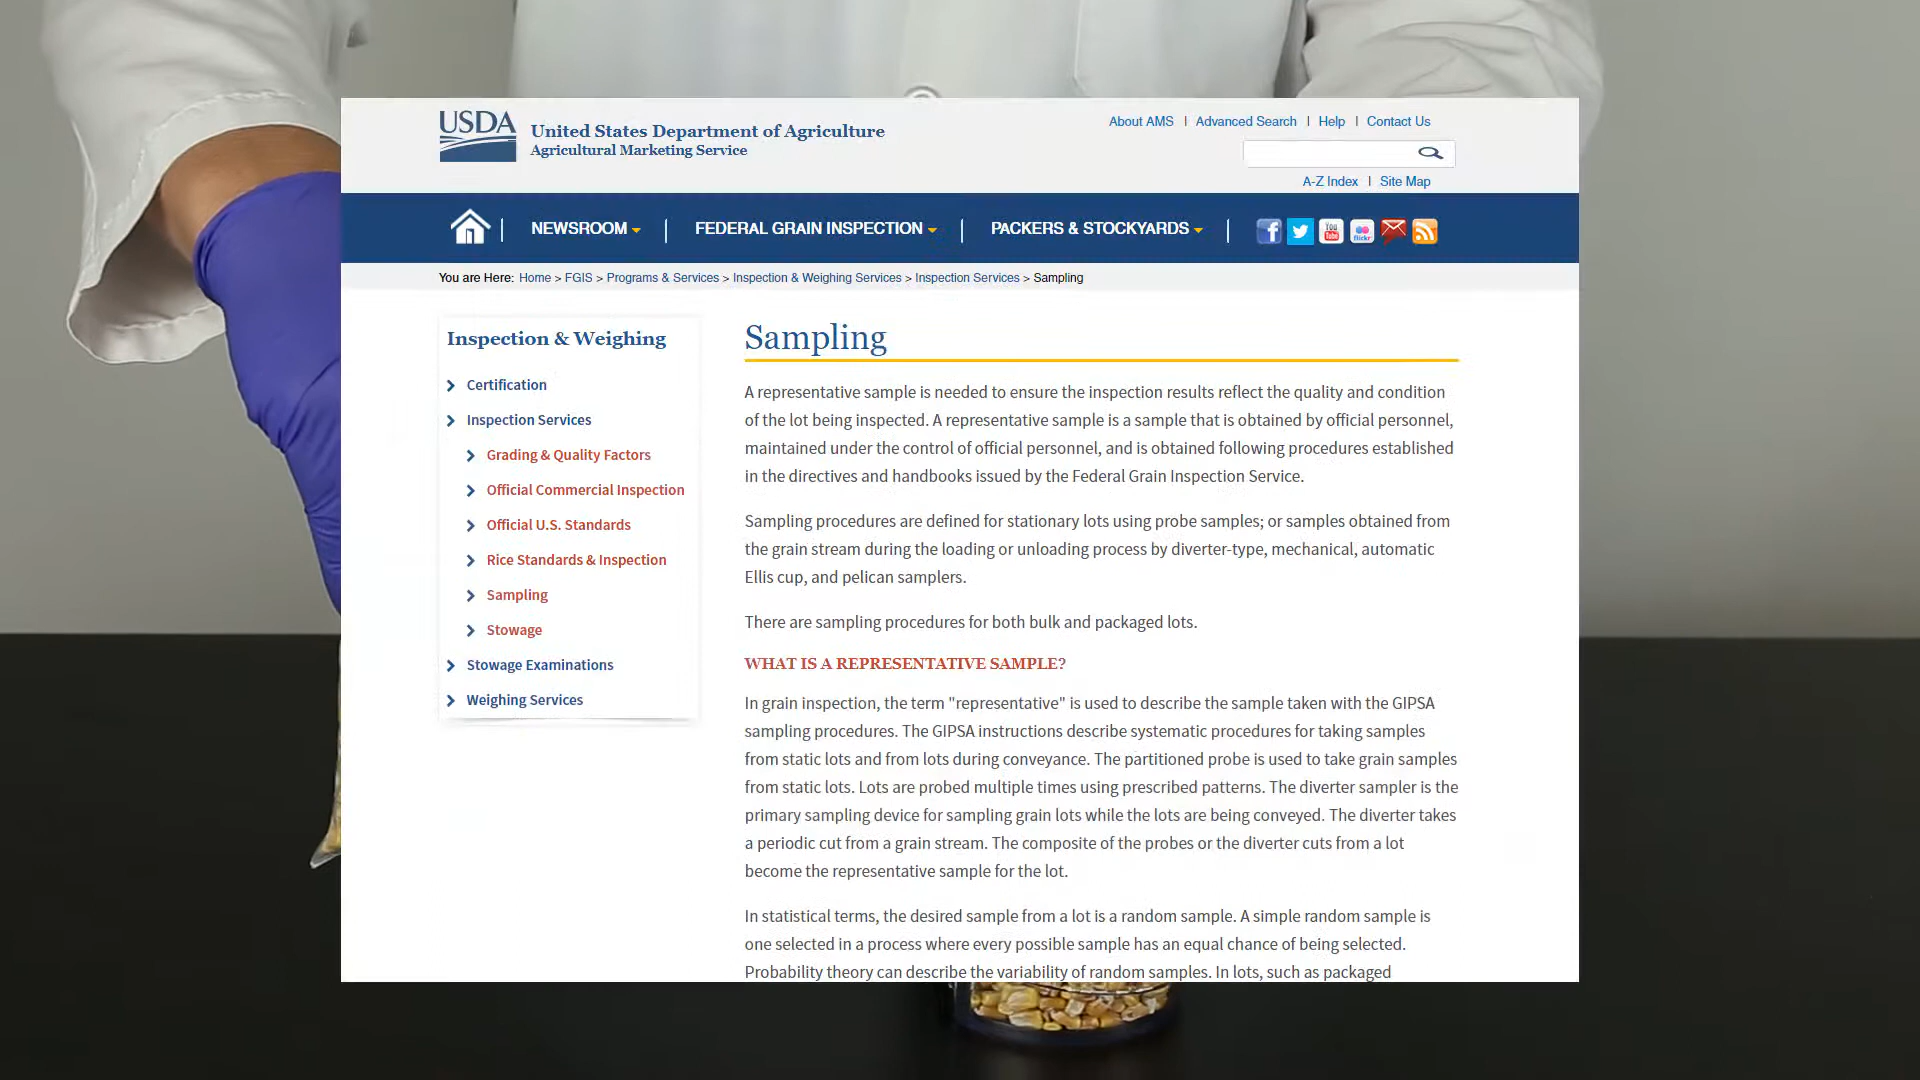 USDA
United States Department of Agriculture
Agricultural Marketing Service
About AMS | Advanced Search | Help | Contact Us
A-Z Index | Site Map
NEWSROOM | FEDERAL GRAIN INSPECTION | PACKERS & STOCKYARDS |
You Tube
flickr
You are Here: Home > FGIS > Programs & Services > Inspection & Weighing Services > Inspection Services > Sampling
Inspection & Weighing
Certification
Inspection Services
Grading & Quality Factors
Official Commercial Inspection
Official U.S. Standards
Rice Standards & Inspection
Sampling
Stowage
Stowage Examinations
Weighing Services
Sampling
A representative sample is needed to ensure the inspection results reflect the quality and condition
of the lot being inspected. A representative sample is a sample that is obtained by official personnel,
maintained under the control of official personnel, and is obtained following procedures established
in the directives and handbooks issued by the Federal Grain Inspection Service.
Sampling procedures are defined for stationary lots using probe samples; or samples obtained from
the grain stream during the loading or unloading process by diverter-type, mechanical, automatic
Ellis cup, and pelican samplers.
There are sampling procedures for both bulk and packaged lots.
WHAT IS A REPRESENTATIVE SAMPLE?
In grain inspection, the term "representative" is used to describe the sample taken with the GIPSA
sampling procedures. The GIPSA instructions describe systematic procedures for taking samples
from static lots and from lots during conveyance. The partitioned probe is used to take grain samples
from static lots. Lots are probed multiple times using prescribed patterns. The diverter sampler is the
primary sampling device for sampling grain lots while the lots are being conveyed. The diverter takes
a periodic cut from a grain stream. The composite of the probes or the diverter cuts from a lot
become the representative sample for the lot.
In statistical terms, the desired sample from a lot is a random sample. A simple random sample is
one selected in a process where every possible sample has an equal chance of being selected.
Probability theory can describe the variability of random samples. In lots, such as packaged